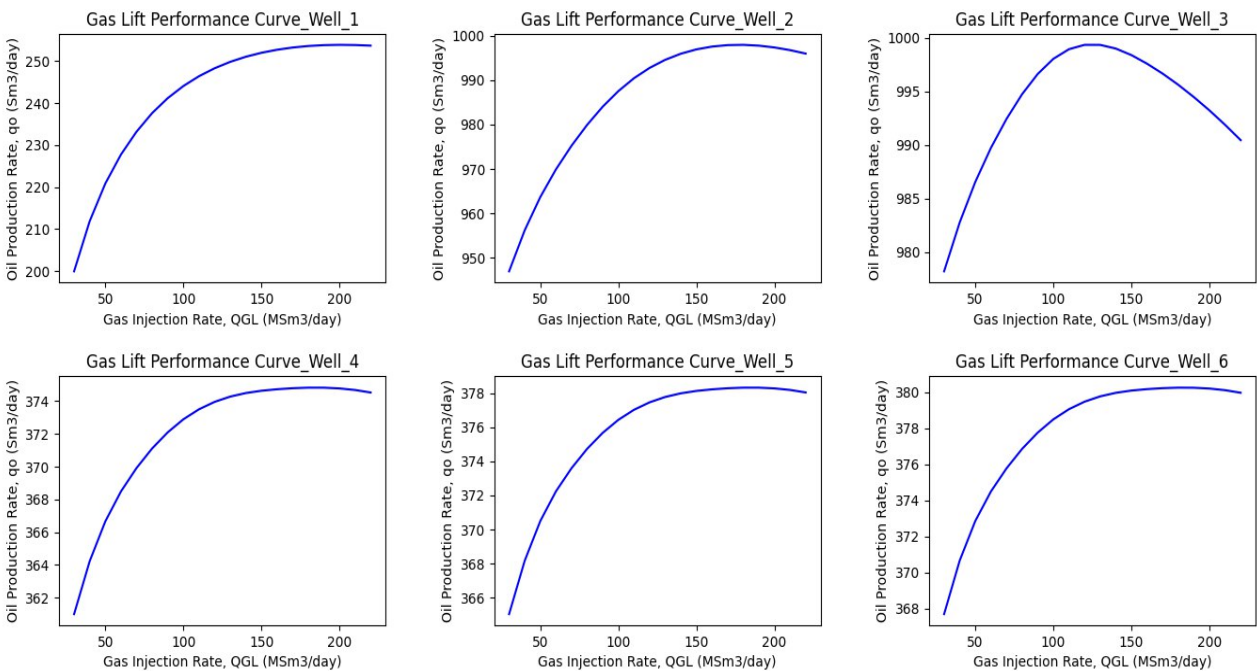 Gas Lift Performance Curve_Well_1
Oil Production Rate, qo (Sm3/day)
250
240
230
220
210
200
50 100 150 200
Gas Injection Rate, QGL (MSm3/day)
Gas Lift Performance Curve_Well_2
Oil Production Rate, qo (Sm3/day)
1000
990
980
970
960
950
50 100 150 200
Gas Injection Rate, QGL (MSm3/day)
Gas Lift Performance Curve_Well_3
Oil Production Rate, qo (Sm3/day)
1000
995
990
985
980
50 100 150 200
Gas Injection Rate, QGL (MSm3/day)
Gas Lift Performance Curve_Well_4
Oil Production Rate, qo (Sm3/day)
374
372
370
368
366
364
362
50 100 150 200
Gas Injection Rate, QGL (MSm3/day)
Gas Lift Performance Curve_Well_5
Oil Production Rate, qo (Sm3/day)
378
376
374
372
370
368
366
50 100 150 200
Gas Injection Rate, QGL (MSm3/day)
Gas Lift Performance Curve_Well_6
Oil Production Rate, qo (Sm3/day)
380
378
376
374
372
370
368
50 100 150 200
Gas Injection Rate, QGL (MSm3/day)